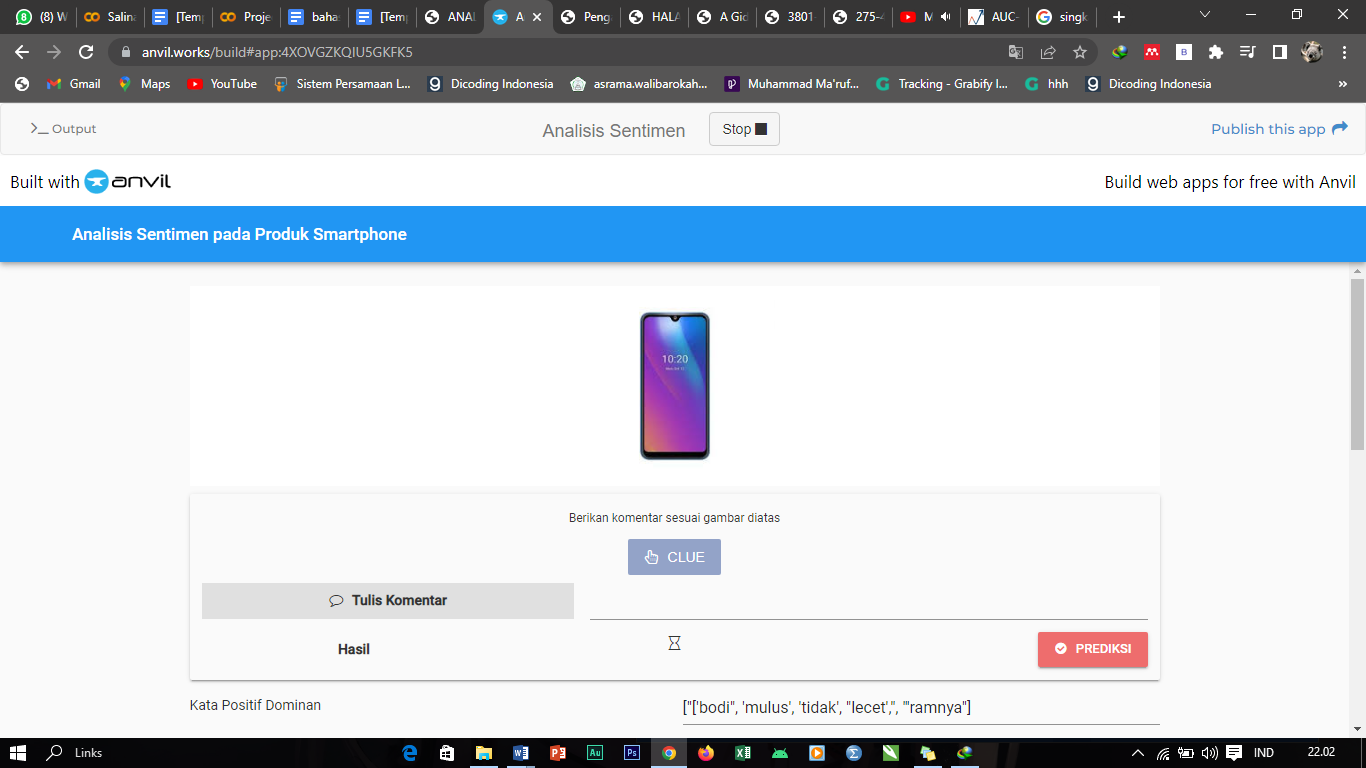 (8) W
Salina
[Temp
Proje
baha
[Temp
ANAL
A
Peng
HALA
A Gid
3801
275-4
M
AUC-
singk
anvil.works/build#app:4XOVGZKQIU5GKFK5
Gmail
Maps
YouTube
Sistem Persamaan L...
Dicoding Indonesia
asrama.walibarokah...
Muhammad Ma'ruf...
Tracking - Grabify I...
hhh
Dicoding Indonesia
»
>_ Output
Analisis Sentimen
Stop
Publish this app
Built with anvil
Build web apps for free with Anvil
Analisis Sentimen pada Produk Smartphone
10:20
Berikan komentar sesuai gambar diatas
CLUE
Tulis Komentar
Hasil
PREDIKSI
Kata Positif Dominan
["['bodi", 'mulus', 'tidak', "lecet',", "'ramnya"]
Links
IND
22.02